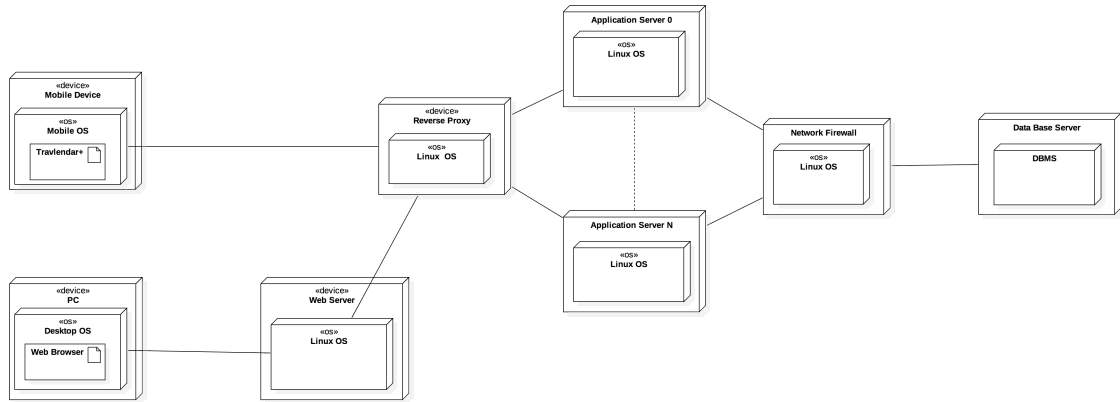 «device»
Mobile Device
«os»
Mobile OS
Travlendar+
«device»
PC
«os»
Desktop OS
Web Browser
«device»
Web Server
«os»
Linux OS
«device»
Reverse Proxy
«os»
Linux OS
Application Server 0
«os»
Linux OS
Application Server N
«os»
Linux OS
Network Firewall
«os»
Linux OS
Data Base Server
DBMS